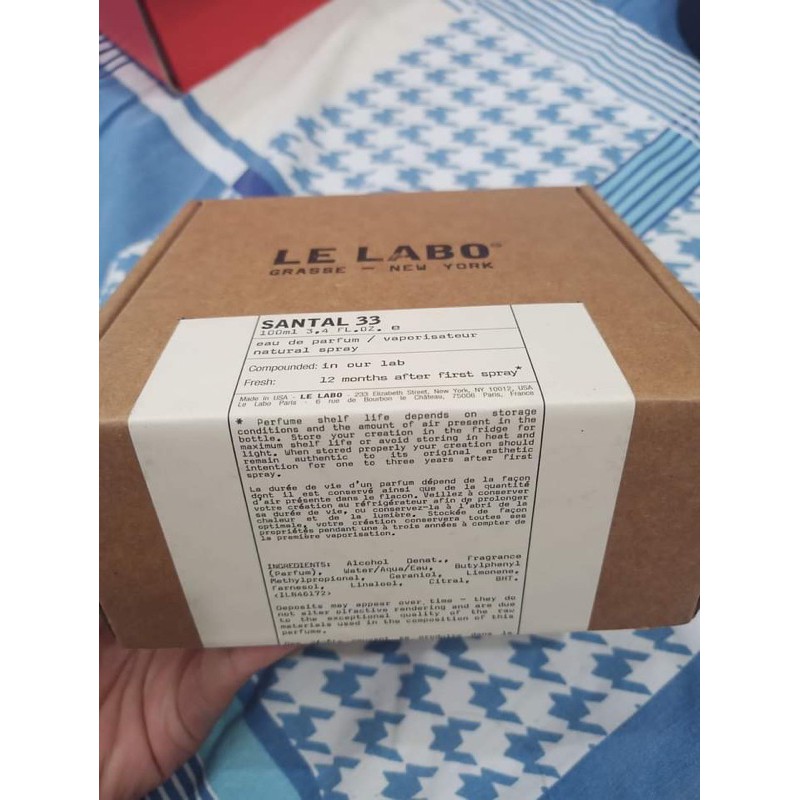 LE LABO
GRASSE — NEW YORK
SANTAL 33
100ml 3,4 FL.OZ. e
eau de parfum / vaporisateur
natural spray
Compounded: in our lab
Fresh: 12 months after first spray*
Made in USA - LE LABO - 233 Elizabeth Street, New York, NY 10012, USA
Le Labo Paris - 6 rue de Bourbon le Château, 75006 Paris, France
* Perfume shelf life depends on storage
conditions and the amount of air present in the
bottle. Store your creation in the fridge for
maximum shelf life or avoid storing in heat and
light. When stored properly your creation should
remain authentic to its original esthetic
intention for one to three years after first
spray.
La durée de vie d'un parfum dépend de la façon
dont il est conservé ainsi que de la quantité
d'air présente dans le flacon. Veillez à conserver
votre création au réfrigérateur afin de prolonger
sa durée de vie, ou conservez-la à l'abri de la
chaleur et de la lumière. Stockée de façon
optimale, votre création conservera toutes ses
propriétés pendant une à trois années à compter de
la première vaporisation.
INGREDIENTS: Alcohol Denat., Fragrance
(Parfum), Water/Aqua/Eau, Butylphenyl
Methylpropional, Geraniol, Limonene,
Farnesol, Linalool, Citral, BHT.
<ILN46172>
Deposits may appear over time - they do
not alter olfactive rendering and are due
to the exceptional quality of the raw
materials used in the composition of this
perfume.